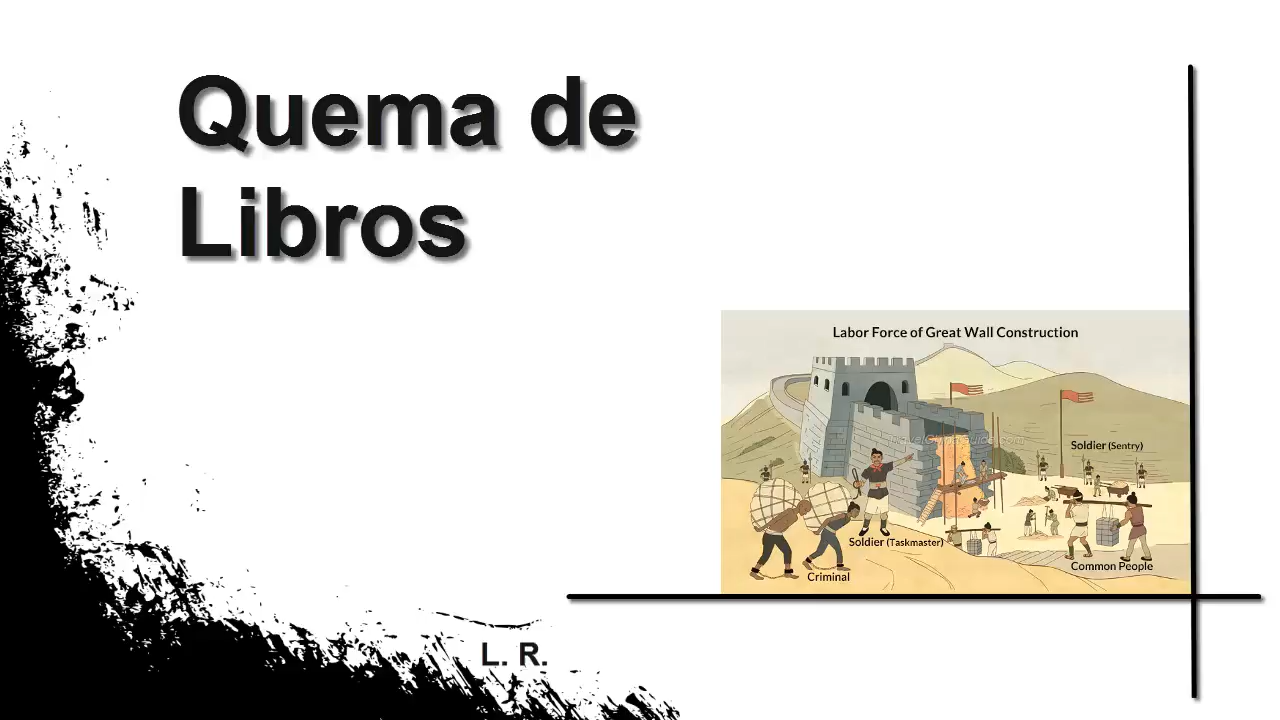 Quema de
Libros
Labor Force of Great Wall Construction
Soldier (Sentry)
Soldier (Taskmaster)
Common People
Criminal
L. R.